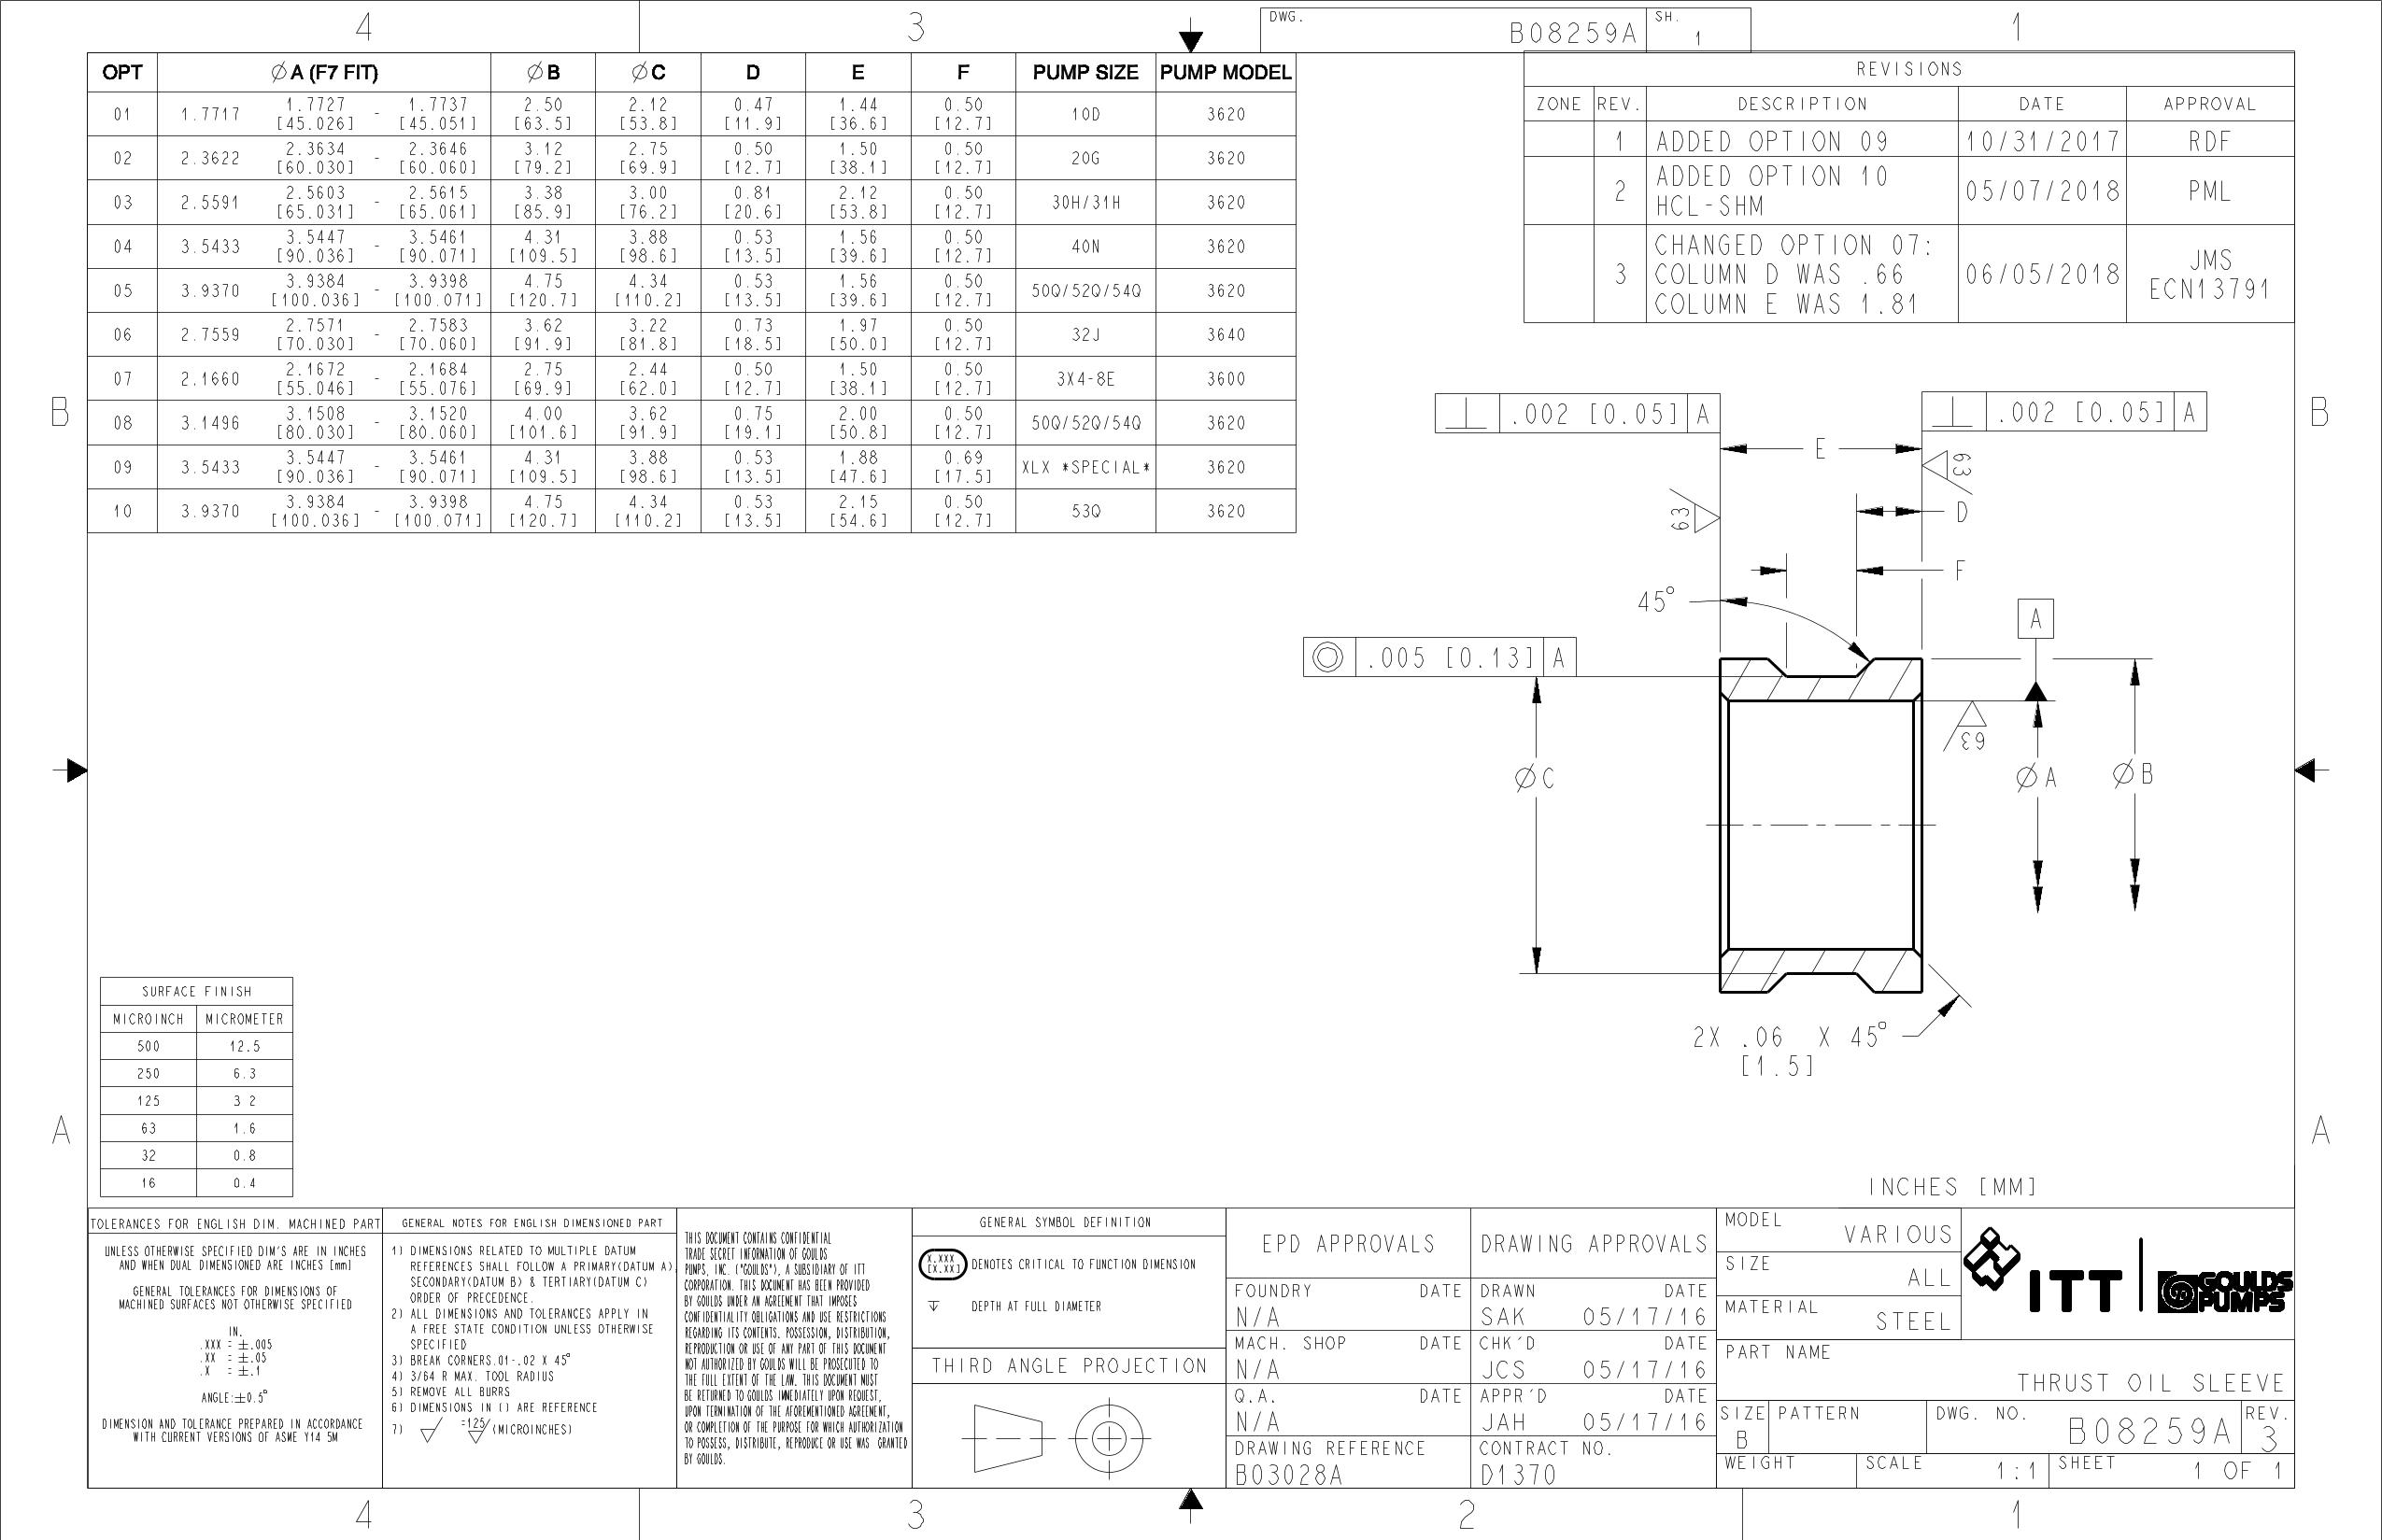 4
3
1
DWG.
B08259A
SH.
1
OPT ∅A (F7 FIT) ∅B ∅C D E F PUMP SIZE PUMP MODEL
01 1.7717 1.7727 [45.026] - 1.7737 [45.051] 2.50 [63.5] 2.12 [53.8] 0.47 [11.9] 1.44 [36.6] 0.50 [12.7] 10D 3620
02 2.3622 2.3634 [60.030] - 2.3646 [60.060] 3.12 [79.2] 2.75 [69.9] 0.50 [12.7] 1.50 [38.1] 0.50 [12.7] 20G 3620
03 2.5591 2.5603 [65.031] - 2.5615 [65.061] 3.38 [85.9] 3.00 [76.2] 0.81 [20.6] 2.12 [53.8] 0.50 [12.7] 30H/31H 3620
04 3.5433 3.5447 [90.036] - 3.5461 [90.071] 4.31 [109.5] 3.88 [98.6] 0.53 [13.5] 1.56 [39.6] 0.50 [12.7] 40N 3620
05 3.9370 3.9384 [100.036] - 3.9398 [100.071] 4.75 [120.7] 4.34 [110.2] 0.53 [13.5] 1.56 [39.6] 0.50 [12.7] 50Q/52Q/54Q 3620
06 2.7559 2.7571 [70.030] - 2.7583 [70.060] 3.62 [91.9] 3.22 [81.8] 0.73 [18.5] 1.97 [50.0] 0.50 [12.7] 32J 3640
07 2.1660 2.1672 [55.046] - 2.1684 [55.076] 2.75 [69.9] 2.44 [62.0] 0.50 [12.7] 1.50 [38.1] 0.50 [12.7] 3X4-8E 3600
08 3.1496 3.1508 [80.030] - 3.1520 [80.060] 4.00 [101.6] 3.62 [91.9] 0.75 [19.1] 2.00 [50.8] 0.50 [12.7] 50Q/52Q/54Q 3620
09 3.5433 3.5447 [90.036] - 3.5461 [90.071] 4.31 [109.5] 3.88 [98.6] 0.53 [13.5] 1.88 [47.6] 0.69 [17.5] XLX *SPECIAL* 3620
10 3.9370 3.9384 [100.036] - 3.9398 [100.071] 4.75 [120.7] 4.34 [110.2] 0.53 [13.5] 2.15 [54.6] 0.50 [12.7] 53Q 3620
REVISIONS
ZONE REV. DESCRIPTION DATE APPROVAL
1 ADDED OPTION 09 10/31/2017 RDF
2 ADDED OPTION 10 HCL-SHM 05/07/2018 PML
3 CHANGED OPTION 07: COLUMN D WAS .66 COLUMN E WAS 1.81 06/05/2018 JMS ECN13791
B
B
⊥ .002 [0.05] A
⊥ .002 [0.05] A
E
63
63
D
F
45°
A
◎ .005 [0.13] A
63
∅C
∅A
∅B
2X .06 X 45°
[1.5]
SURFACE FINISH
MICROINCH MICROMETER
500 12.5
250 6.3
125 3 2
63 1.6
32 0.8
16 0.4
A
A
INCHES [MM]
TOLERANCES FOR ENGLISH DIM. MACHINED PART
UNLESS OTHERWISE SPECIFIED DIM'S ARE IN INCHES
AND WHEN DUAL DIMENSIONED ARE INCHES [mm]
GENERAL TOLERANCES FOR DIMENSIONS OF
MACHINED SURFACES NOT OTHERWISE SPECIFIED
IN.
.XXX = ±.005
.XX = ±.05
.X = ±.1
ANGLE:±0.5°
DIMENSION AND TOLERANCE PREPARED IN ACCORDANCE
WITH CURRENT VERSIONS OF ASME Y14 5M
GENERAL NOTES FOR ENGLISH DIMENSIONED PART
1) DIMENSIONS RELATED TO MULTIPLE DATUM
REFERENCES SHALL FOLLOW A PRIMARY(DATUM A),
SECONDARY(DATUM B) & TERTIARY(DATUM C)
ORDER OF PRECEDENCE.
2) ALL DIMENSIONS AND TOLERANCES APPLY IN
A FREE STATE CONDITION UNLESS OTHERWISE
SPECIFIED
3) BREAK CORNERS.01-.02 X 45°
4) 3/64 R MAX. TOOL RADIUS
5) REMOVE ALL BURRS
6) DIMENSIONS IN () ARE REFERENCE
7) =125 (MICROINCHES)
THIS DOCUMENT CONTAINS CONFIDENTIAL
TRADE SECRET INFORMATION OF GOULDS
PUMPS, INC. ("GOULDS"), A SUBSIDIARY OF ITT
CORPORATION. THIS DOCUMENT HAS BEEN PROVIDED
BY GOULDS UNDER AN AGREEMENT THAT IMPOSES
CONFIDENTIALITY OBLIGATIONS AND USE RESTRICTIONS
REGARDING ITS CONTENTS. POSSESSION, DISTRIBUTION,
REPRODUCTION OR USE OF ANY PART OF THIS DOCUMENT
NOT AUTHORIZED BY GOULDS WILL BE PROSECUTED TO
THE FULL EXTENT OF THE LAW. THIS DOCUMENT MUST
BE RETURNED TO GOULDS IMMEDIATELY UPON REQUEST,
UPON TERMINATION OF THE AFOREMENTIONED AGREEMENT,
OR COMPLETION OF THE PURPOSE FOR WHICH AUTHORIZATION
TO POSSESS, DISTRIBUTE, REPRODUCE OR USE WAS GRANTED
BY GOULDS.
GENERAL SYMBOL DEFINITION
X.XXX
[X.XX]
DENOTES CRITICAL TO FUNCTION DIMENSION
DEPTH AT FULL DIAMETER
THIRD ANGLE PROJECTION
EPD APPROVALS
FOUNDRY DATE
N/A
MACH. SHOP DATE
N/A
Q.A. DATE
N/A
DRAWING REFERENCE
B03028A
DRAWING APPROVALS
DRAWN DATE
SAK 05/17/16
CHK'D DATE
JCS 05/17/16
APPR'D DATE
JAH 05/17/16
CONTRACT NO.
D1370
MODEL
VARIOUS
SIZE
ALL
MATERIAL
STEEL
ITT
GOULDS
PUMPS
PART NAME
THRUST OIL SLEEVE
SIZE
B
PATTERN
DWG. NO.
B08259A
REV.
3
WEIGHT
SCALE
1:1
SHEET
1 OF 1
4
3
2
1